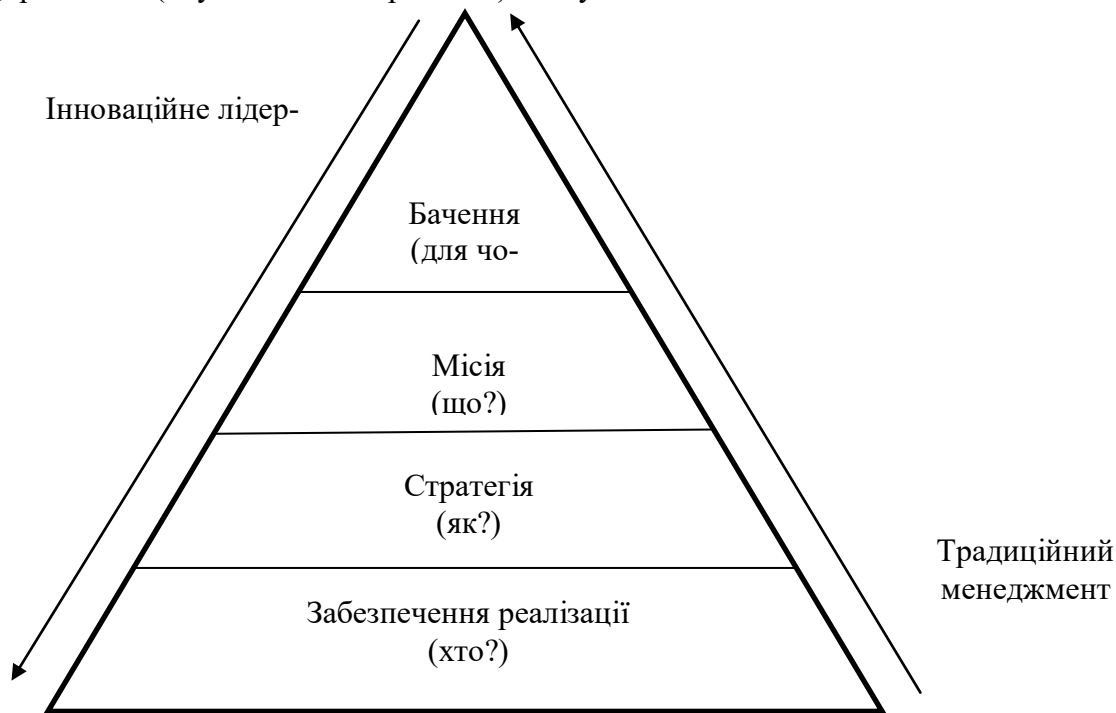 Інноваційне лідер-
Бачення
(для чо-
Місія
(що?)
Стратегія
(як?)
Традиційний
менеджмент
Забезпечення реалізації
(хто?)